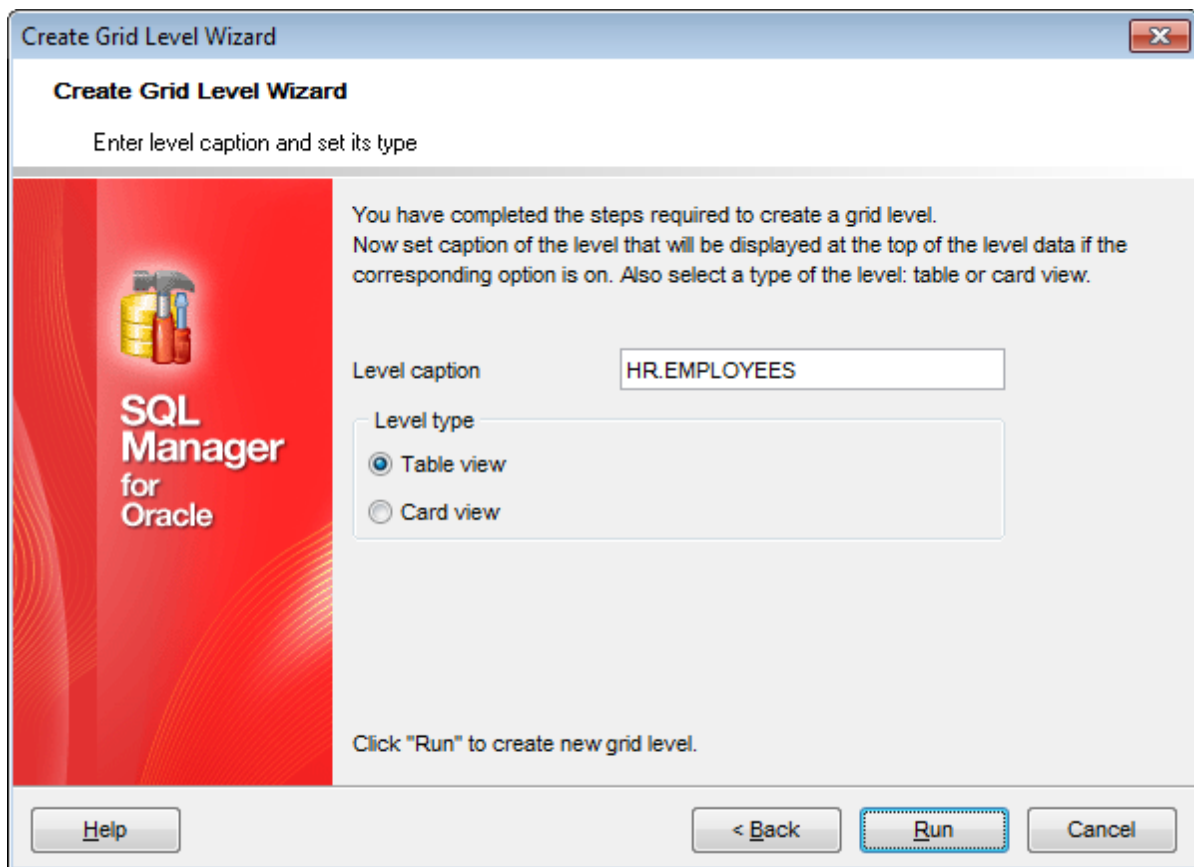 Create Grid Level Wizard
Create Grid Level Wizard
Enter level caption and set its type
You have completed the steps required to create a grid level.
Now set caption of the level that will be displayed at the top of the level data if the
corresponding option is on. Also select a type of the level: table or card view.
SQL
Manager
for
Oracle
Level caption HR.EMPLOYEES
Level type
Table view
Card view
Click "Run" to create new grid level.
Help < Back Run Cancel